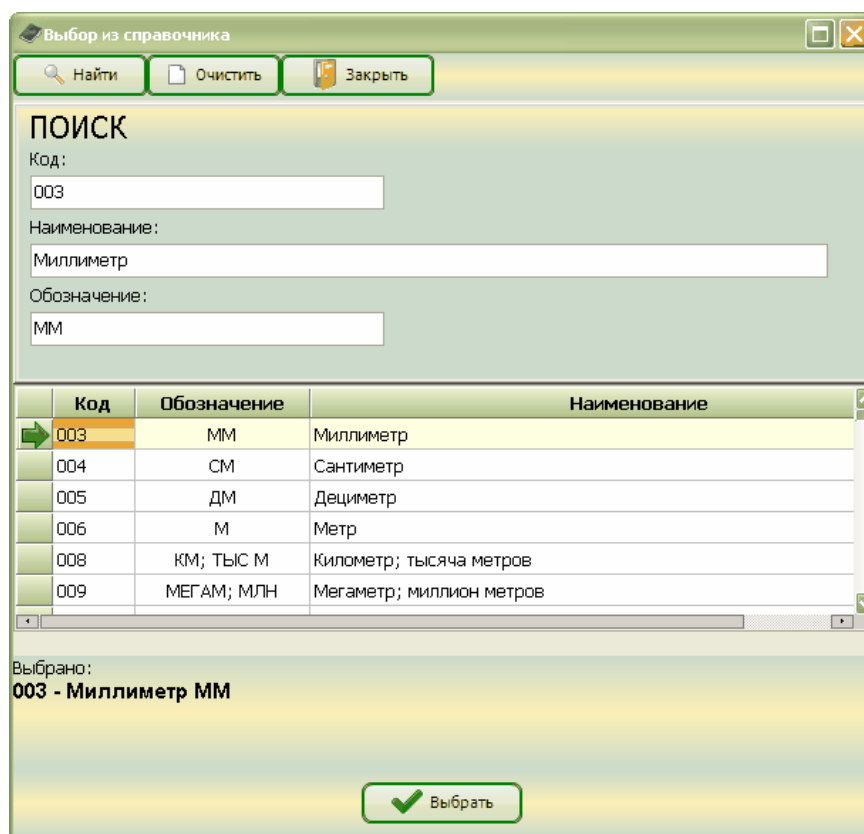 Выбор из справочника
Найти Очистить Закрыть
ПОИСК
Код:
003
Наименование:
Миллиметр
Обозначение:
ММ
Код Обозначение Наименование
003 ММ Миллиметр
004 СМ Сантиметр
005 ДМ Дециметр
006 М Метр
008 КМ; ТЫС М Километр; тысяча метров
009 МЕГАМ; МЛН Мегаметр; миллион метров
Выбрано:
003 - Миллиметр ММ
Выбрать